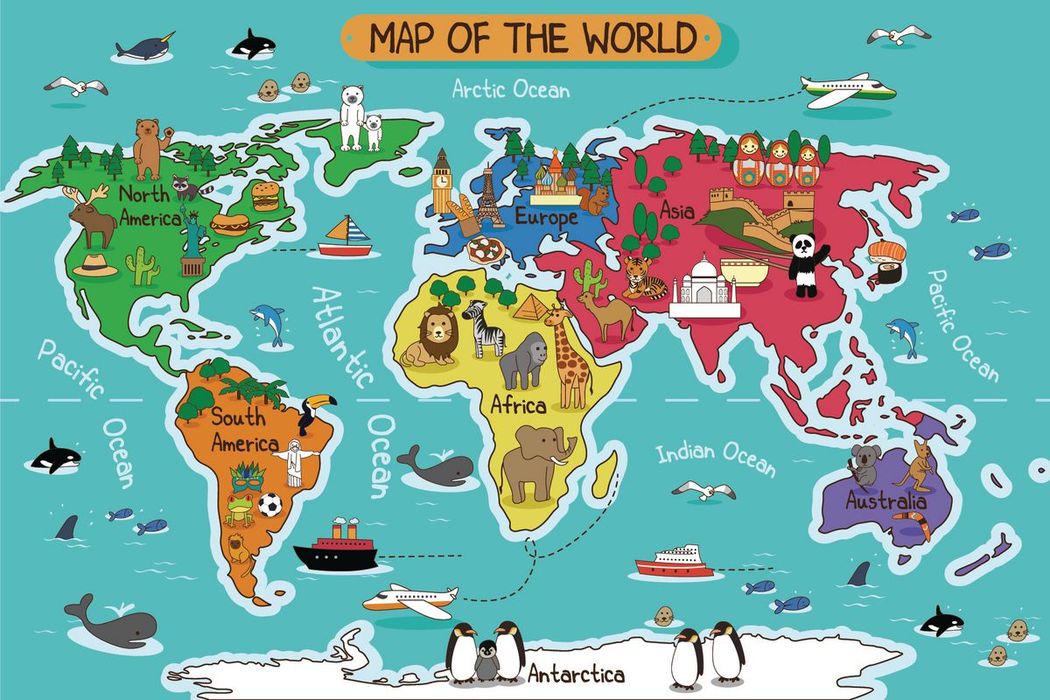 MAP OF THE WORLD
Arctic Ocean
North
America
Europe
Asia
Atlantic
Ocean
Pacific
Ocean
Pacific Ocean
South
America
Africa
Indian Ocean
Australia
Antarctica